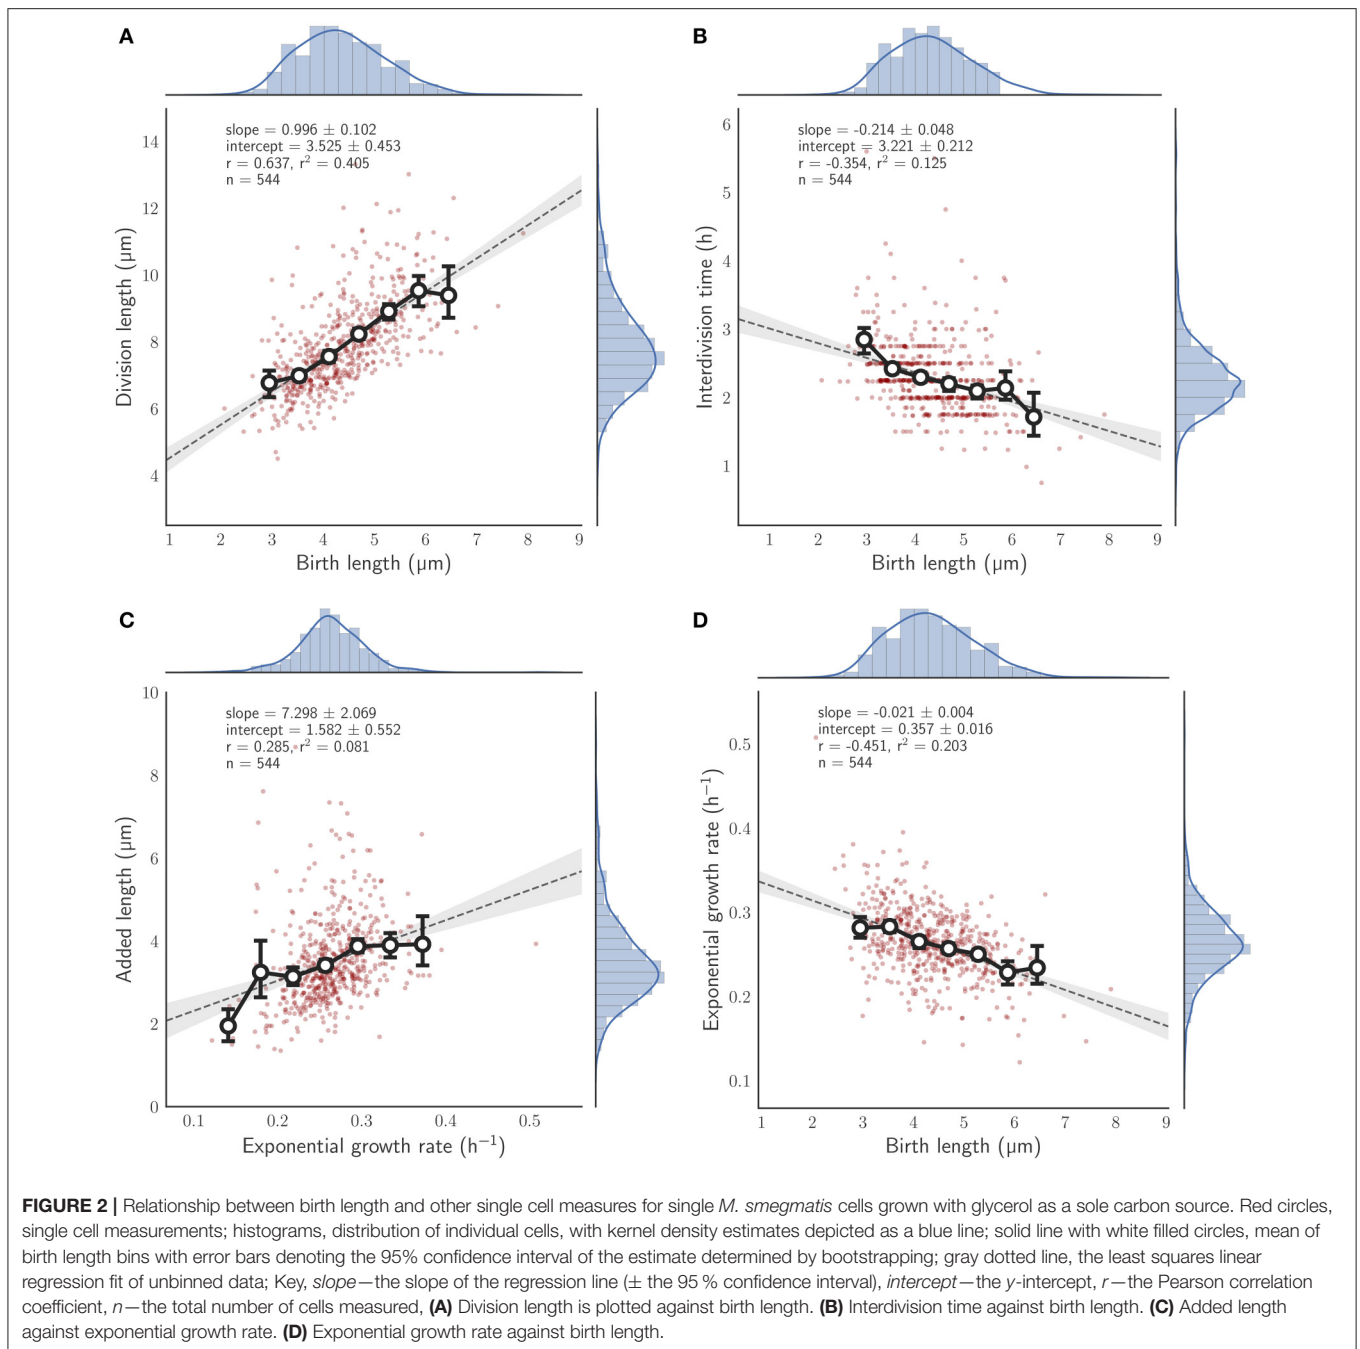 A
slope = 0.996 ± 0.102
intercept = 3.525 ± 0.453
r = 0.637, r² = 0.405
n = 544
14
12
10
8
6
4
Division length (µm)
1 2 3 4 5 6 7 8 9
Birth length (µm)
B
slope = -0.214 ± 0.048
intercept = 3.221 ± 0.212
r = -0.354, r² = 0.125
n = 544
6
5
4
3
2
1
Interdivision time (h)
1 2 3 4 5 6 7 8 9
Birth length (µm)
C
slope = 7.298 ± 2.069
intercept = 1.582 ± 0.552
r = 0.285, r² = 0.081
n = 544
10
8
6
4
2
0
Added length (µm)
0.1 0.2 0.3 0.4 0.5
Exponential growth rate (h⁻¹)
D
slope = -0.021 ± 0.004
intercept = 0.357 ± 0.016
r = -0.451, r² = 0.203
n = 544
0.5
0.4
0.3
0.2
0.1
Exponential growth rate (h⁻¹)
1 2 3 4 5 6 7 8 9
Birth length (µm)
FIGURE 2 | Relationship between birth length and other single cell measures for single M. smegmatis cells grown with glycerol as a sole carbon source. Red circles,
single cell measurements; histograms, distribution of individual cells, with kernel density estimates depicted as a blue line; solid line with white filled circles, mean of
birth length bins with error bars denoting the 95% confidence interval of the estimate determined by bootstrapping; gray dotted line, the least squares linear
regression fit of unbinned data; Key, slope—the slope of the regression line (± the 95 % confidence interval), intercept—the y-intercept, r—the Pearson correlation
coefficient, n—the total number of cells measured, (A) Division length is plotted against birth length. (B) Interdivision time against birth length. (C) Added length
against exponential growth rate. (D) Exponential growth rate against birth length.